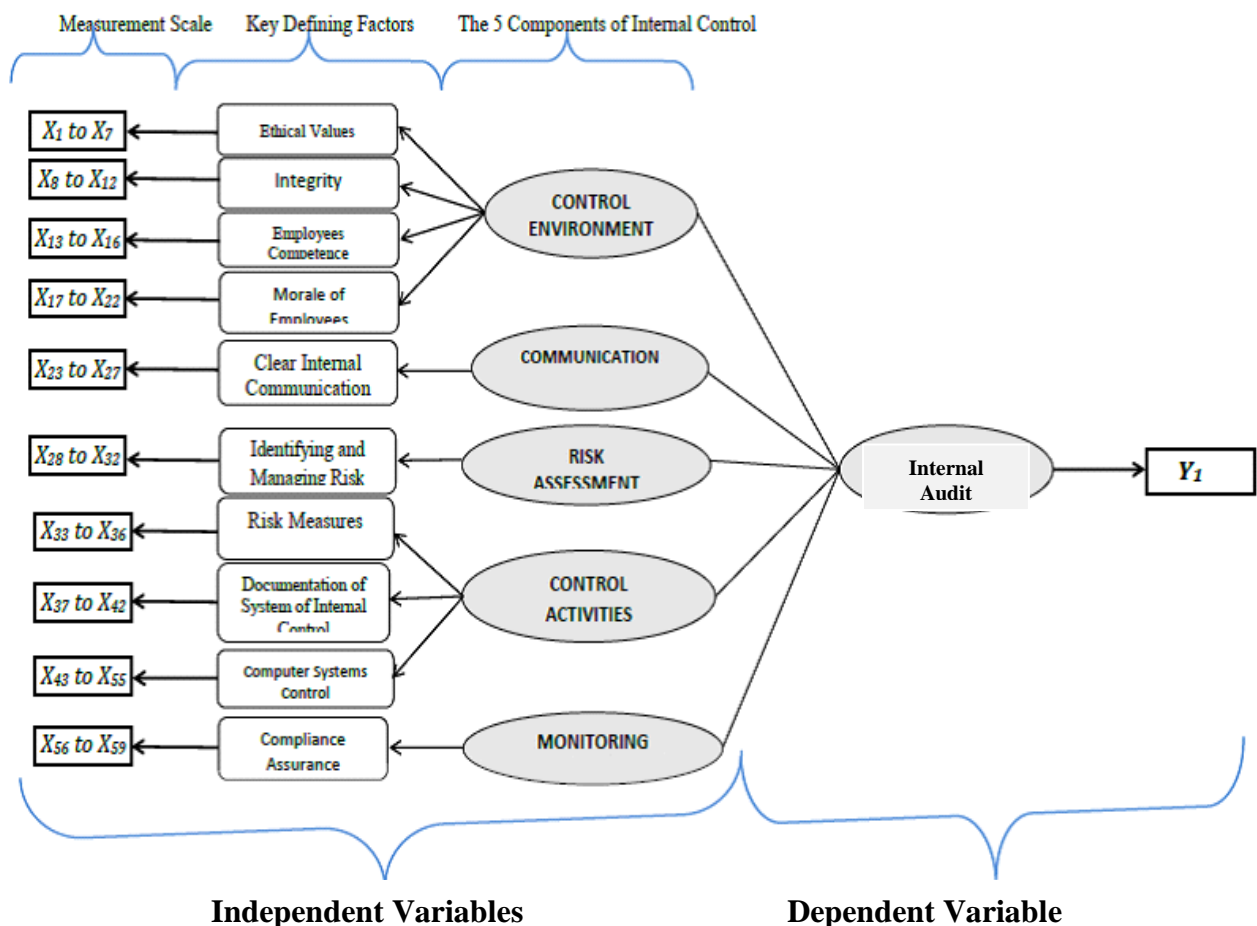 Measurement Scale Key Defining Factors The 5 Components of Internal Control
X1 to X7
Ethical Values
X8 to X12
Integrity
CONTROL
ENVIRONMENT
X13 to X16
Employees
Competence
X17 to X22
Morale of
Employees
X23 to X27
Clear Internal
Communication
COMMUNICATION
X28 to X32
Identifying and
Managing Risk
RISK
ASSESSMENT
Internal
Audit
Y1
X33 to X36
Risk Measures
X37 to X42
Documentation of
System of Internal
Control
CONTROL
ACTIVITIES
X43 to X55
Computer Systems
Control
X56 to X59
Compliance
Assurance
MONITORING
Independent Variables Dependent Variable